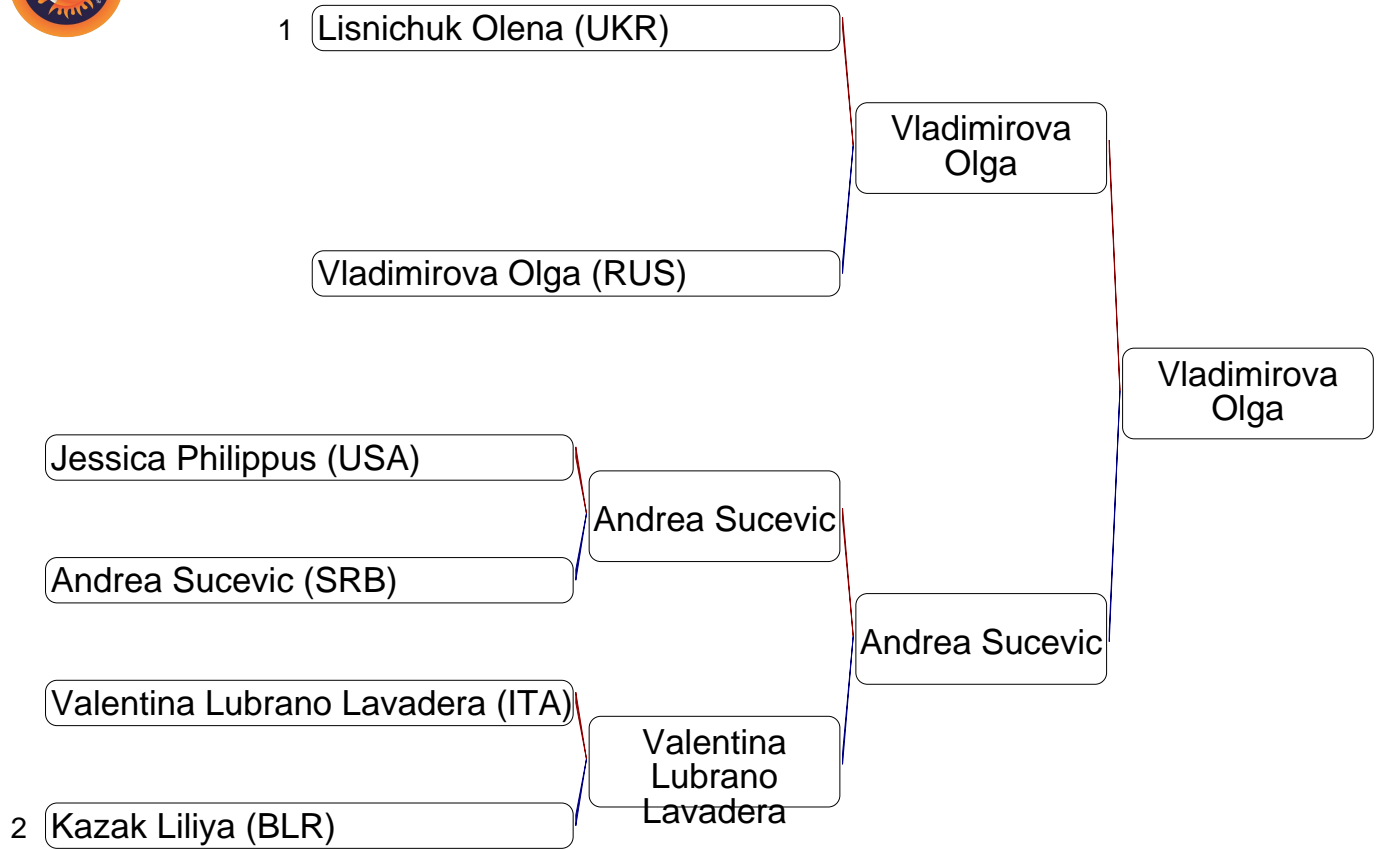 1 Lisnichuk Olena (UKR)
Vladimirova
Olga
Vladimirova Olga (RUS)
Vladimirova
Olga
Jessica Philippus (USA)
Andrea Sucevic
Andrea Sucevic (SRB)
Andrea Sucevic
Valentina Lubrano Lavadera (ITA)
Valentina
Lubrano
Lavadera
2 Kazak Liliya (BLR)